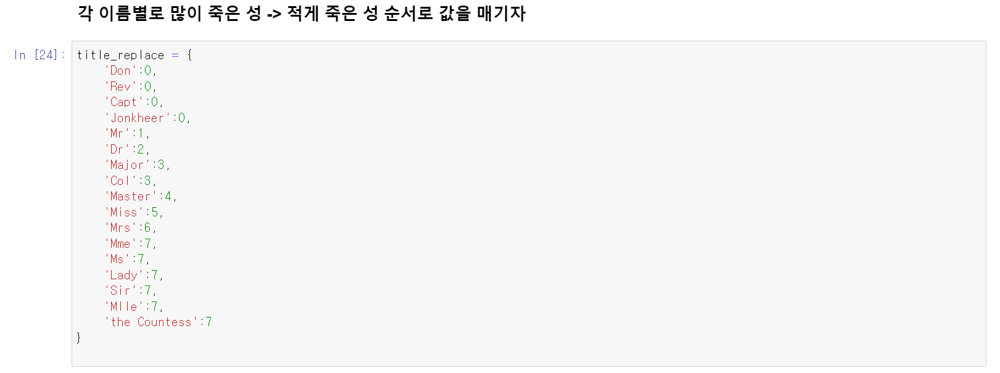 각 이름별로 많이 죽은 성 -> 적게 죽은 성 순서로 값을 매기자
In [24]: title_replace = {
'Don':0,
'Rev':0,
'Capt':0,
'Jonkheer':0,
'Mr':1,
'Dr':2,
'Major':3,
'Col':3,
'Master':4,
'Miss':5,
'Mrs':6,
'Mme':7,
'Ms':7,
'Lady':7,
'Sir':7,
'Mlle':7,
'the Countess':7
}